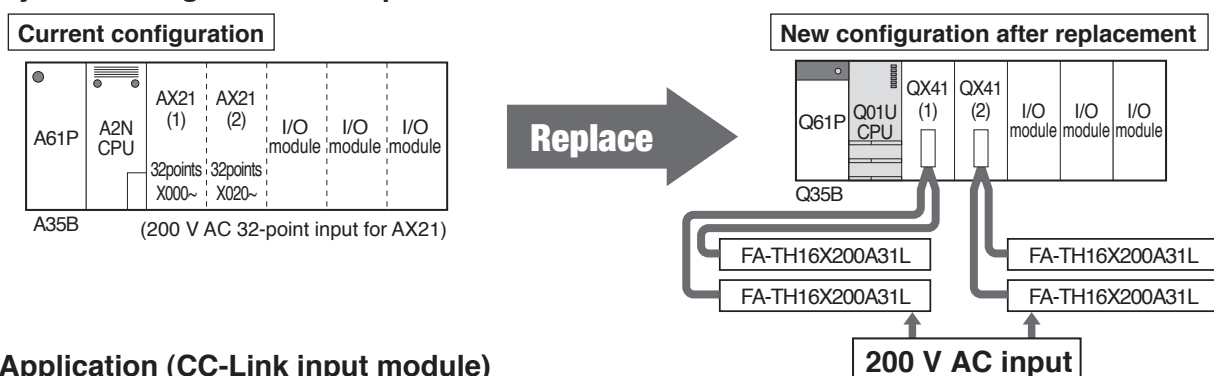 Current configuration
A61P
A2N
CPU
AX21
(1)
32points
X000~
AX21
(2)
32points
X020~
I/O
module
I/O
module
I/O
module
A35B
(200 V AC 32-point input for AX21)
Replace
New configuration after replacement
Q61P
Q01U
CPU
QX41
(1)
QX41
(2)
I/O
module
I/O
module
I/O
module
Q35B
FA-TH16X200A31L
FA-TH16X200A31L
FA-TH16X200A31L
FA-TH16X200A31L
200 V AC input
Application (CC-Link input module)